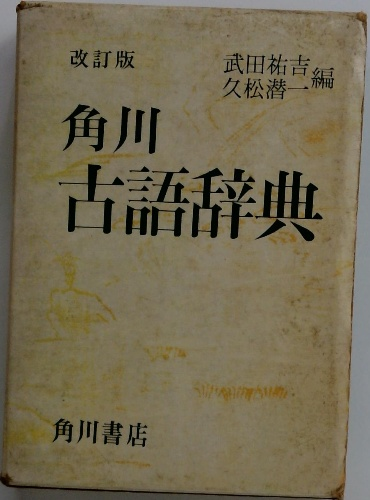 改訂版
武田祐吉
久松潜一
編
角川
古語辞典
角川書店